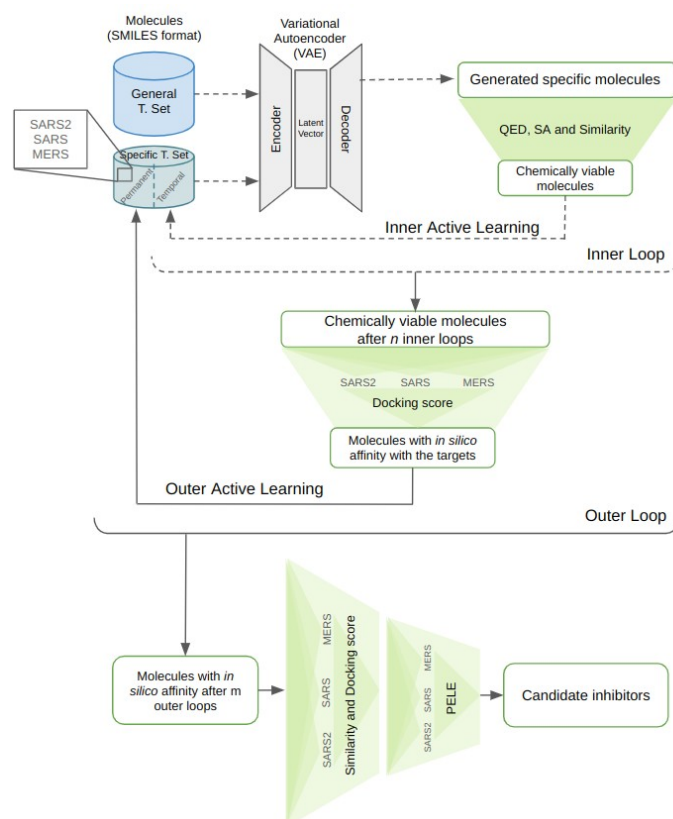 Molecules
(SMILES format)
Variational
Autoencoder
(VAE)
General
T. Set
SARS2
SARS
MERS
Specific T. Set
Permanent
Temporal
Encoder
Latent
Vector
Decoder
Generated specific molecules
QED, SA and Similarity
Chemically viable
molecules
Inner Active Learning
Inner Loop
Chemically viable molecules
after n inner loops
SARS2 SARS MERS
Docking score
Molecules with in silico
affinity with the targets
Outer Active Learning
Outer Loop
Molecules with in
silico affinity after m
outer loops
SARS2 SARS MERS
Similarity and Docking score
SARS2 SARS MERS
PELE
Candidate inhibitors